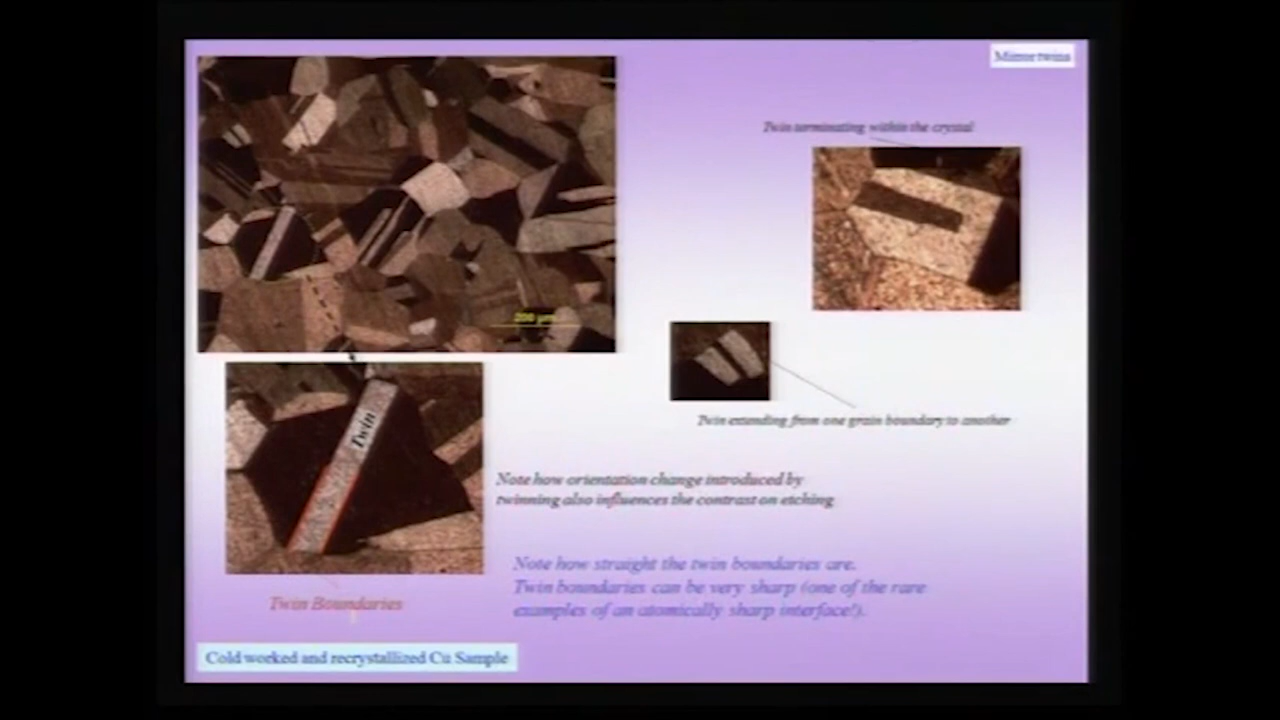 Mirror twins
Twin terminating within the crystal
200 µm
Twin
Twin extending from one grain boundary to another
Note how orientation change introduced by
twinning also influences the contrast on etching
Note how straight the twin boundaries are.
Twin boundaries can be very sharp (one of the rare
examples of an atomically sharp interface!).
Twin Boundaries
Cold worked and recrystallized Cu Sample